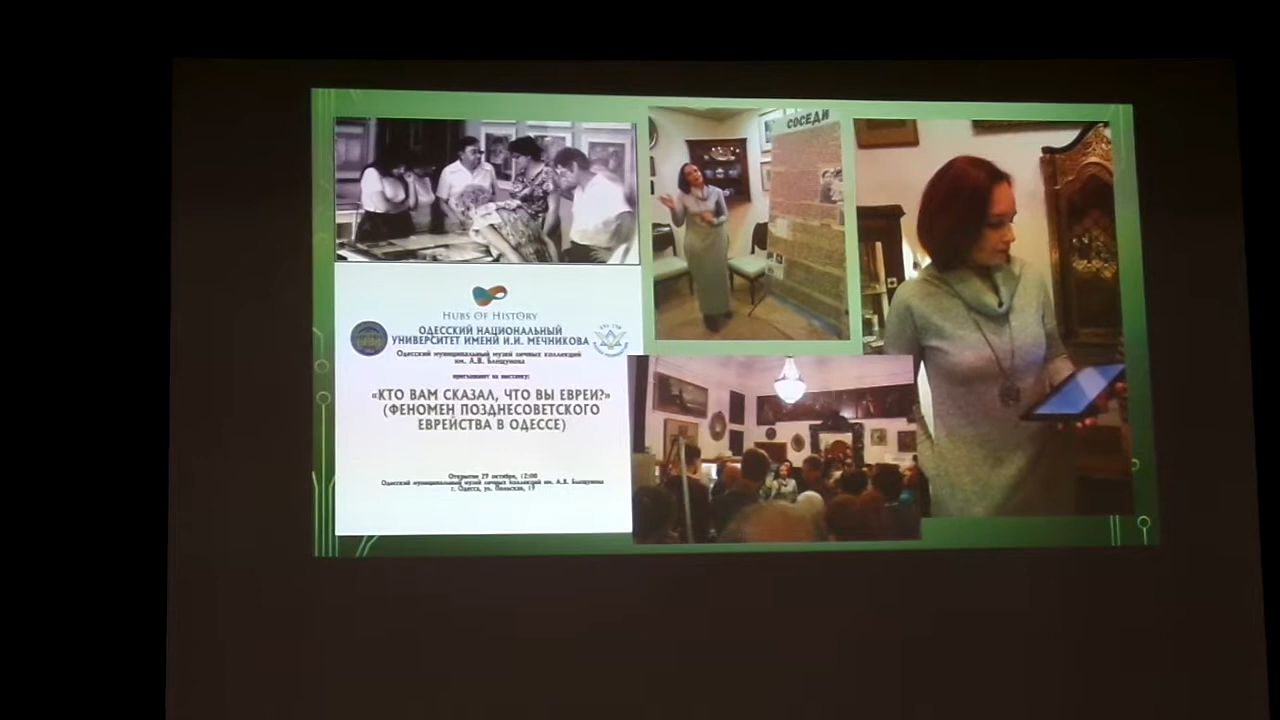 СОСЕДИ
HUBS OF HISTORY
ОДЕССКИЙ НАЦИОНАЛЬНЫЙ
УНИВЕРСИТЕТ ИМЕНИ И.И. МЕЧНИКОВА
Одесский муниципальный музей личных коллекций
им. А.В. Блещунова
приглашают на выставку:
«КТО ВАМ СКАЗАЛ, ЧТО ВЫ ЕВРЕИ?»
(ФЕНОМЕН ПОЗДНЕСОВЕТСКОГО
ЕВРЕЙСТВА В ОДЕССЕ)
Открытие 29 октября, 12:00
Одесский муниципальный музей личных коллекций им. А.В. Блещунова
г. Одесса, ул. Польская, 19